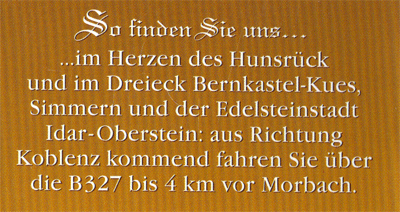 So finden Sie uns...
...im Herzen des Hunsrück
und im Dreieck Bernkastel-Kues,
Simmern und der Edelsteinstadt
Idar-Oberstein: aus Richtung
Koblenz kommend fahren Sie über
die B327 bis 4 km vor Morbach.